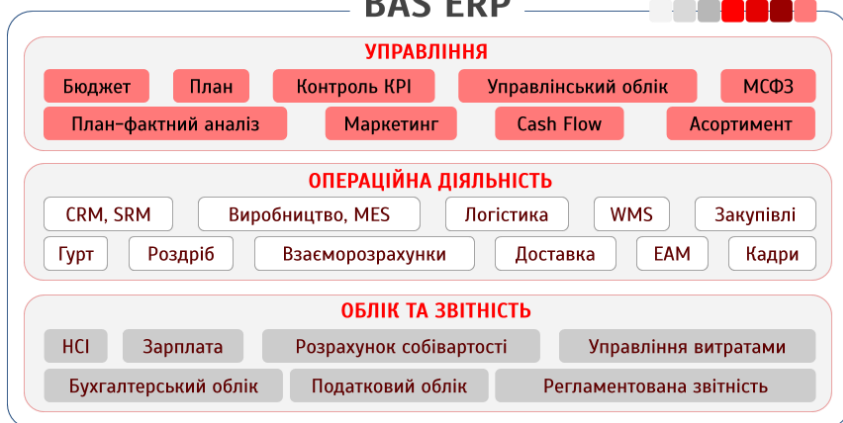 BAS ERP
УПРАВЛІННЯ
Бюджет План Контроль KPI Управлінський облік МСФЗ
План-фактний аналіз Маркетинг Cash Flow Асортимент
ОПЕРАЦІЙНА ДІЯЛЬНІСТЬ
CRM, SRM Виробництво, MES Логістика WMS Закупівлі
Гурт Роздріб Взаєморозрахунки Доставка EAM Кадри
ОБЛІК ТА ЗВІТНІСТЬ
НСІ Зарплата Розрахунок собівартості Управління витратами
Бухгалтерський облік Податковий облік Регламентована звітність